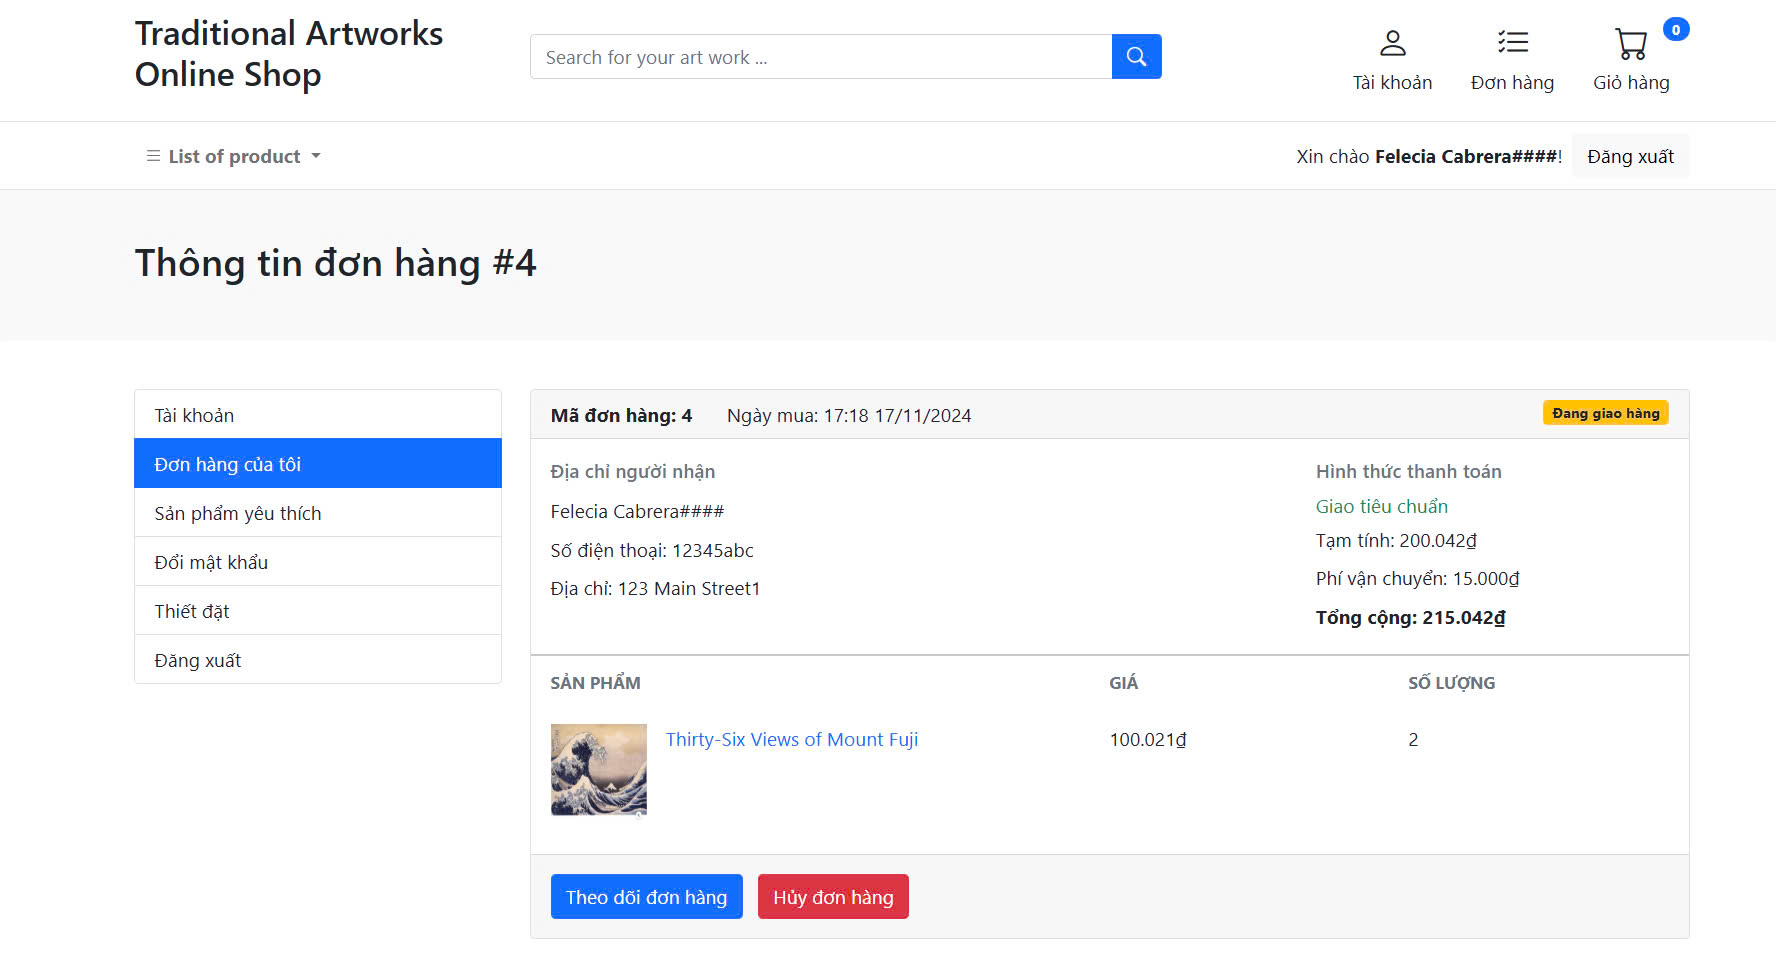 Traditional Artworks
Online Shop
Search for your art work ...
Tài khoản
Đơn hàng
0
Giỏ hàng
List of product
Xin chào Felecia Cabrera####!
Đăng xuất
Thông tin đơn hàng #4
Tài khoản
Đơn hàng của tôi
Sản phẩm yêu thích
Đổi mật khẩu
Thiết đặt
Đăng xuất
Mã đơn hàng: 4 Ngày mua: 17:18 17/11/2024
Đang giao hàng
Địa chỉ người nhận
Felecia Cabrera####
Số điện thoại: 12345abc
Địa chỉ: 123 Main Street1
Hình thức thanh toán
Giao tiêu chuẩn
Tạm tính: 200.042₫
Phí vận chuyển: 15.000₫
Tổng cộng: 215.042₫
SẢN PHẨM GIÁ SỐ LƯỢNG
Thirty-Six Views of Mount Fuji 100.021₫ 2
Theo dõi đơn hàng
Hủy đơn hàng